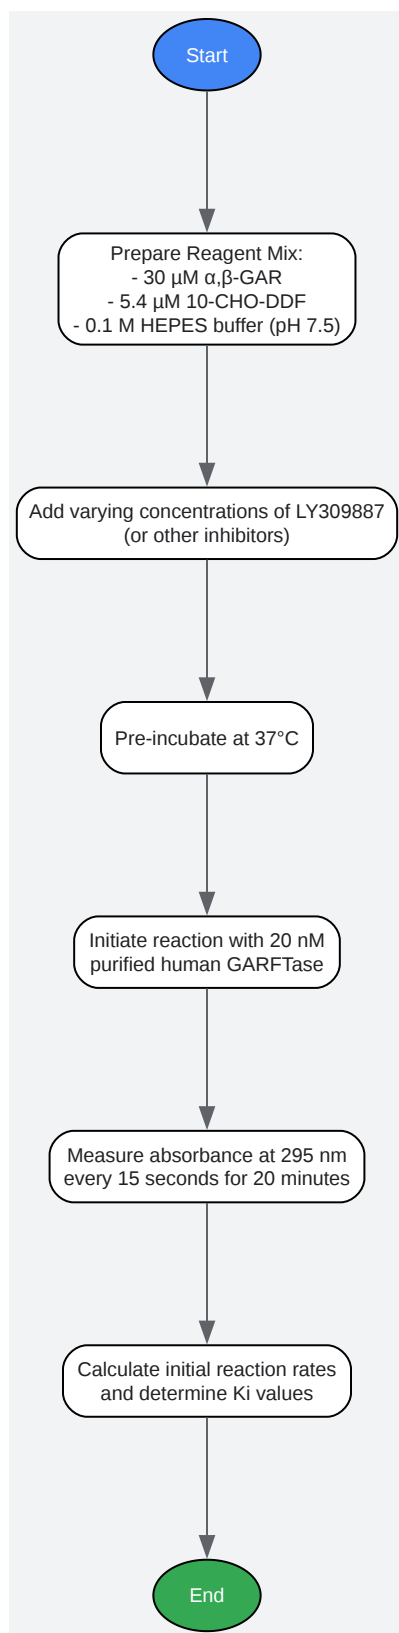 Start
Prepare Reagent Mix:
- 30 µM α,β-GAR
- 5.4 µM 10-CHO-DDF
- 0.1 M HEPES buffer (pH 7.5)
Add varying concentrations of LY309887
(or other inhibitors)
Pre-incubate at 37°C
Initiate reaction with 20 nM
purified human GARFTase
Measure absorbance at 295 nm
every 15 seconds for 20 minutes
Calculate initial reaction rates
and determine Ki values
End